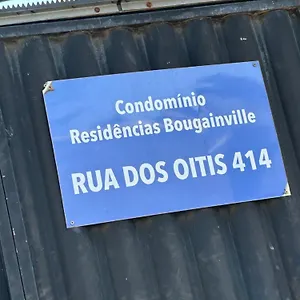 Condomínio
Residências Bougainville
RUA DOS OITIS 414